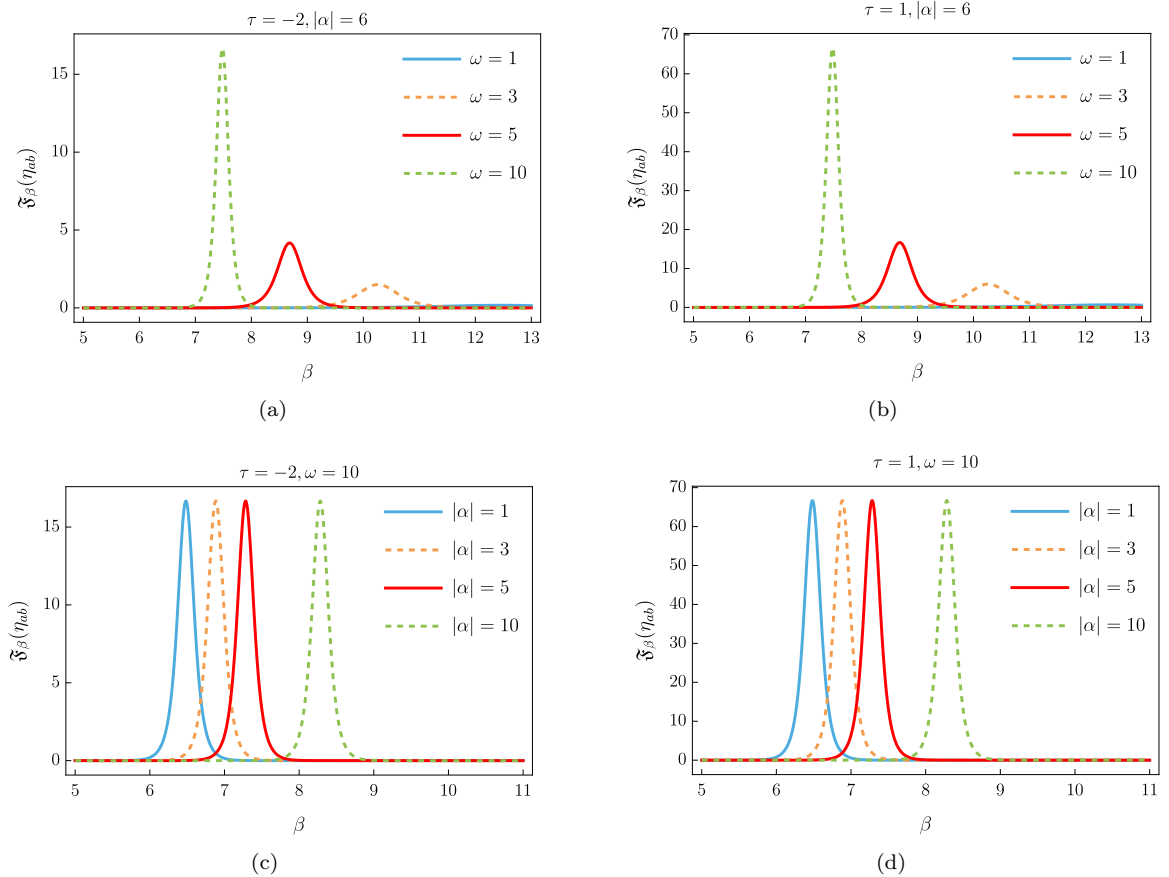 τ = −2, |α| = 6
𝔉β(ηab)
15
10
5
0
ω = 1
ω = 3
ω = 5
ω = 10
5 6 7 8 9 10 11 12 13
β
(a)
τ = 1, |α| = 6
𝔉β(ηab)
70
60
50
40
30
20
10
0
ω = 1
ω = 3
ω = 5
ω = 10
5 6 7 8 9 10 11 12 13
β
(b)
τ = −2, ω = 10
𝔉β(ηab)
15
10
5
0
|α| = 1
|α| = 3
|α| = 5
|α| = 10
5 6 7 8 9 10 11
β
(c)
τ = 1, ω = 10
𝔉β(ηab)
70
60
50
40
30
20
10
0
|α| = 1
|α| = 3
|α| = 5
|α| = 10
5 6 7 8 9 10 11
β
(d)